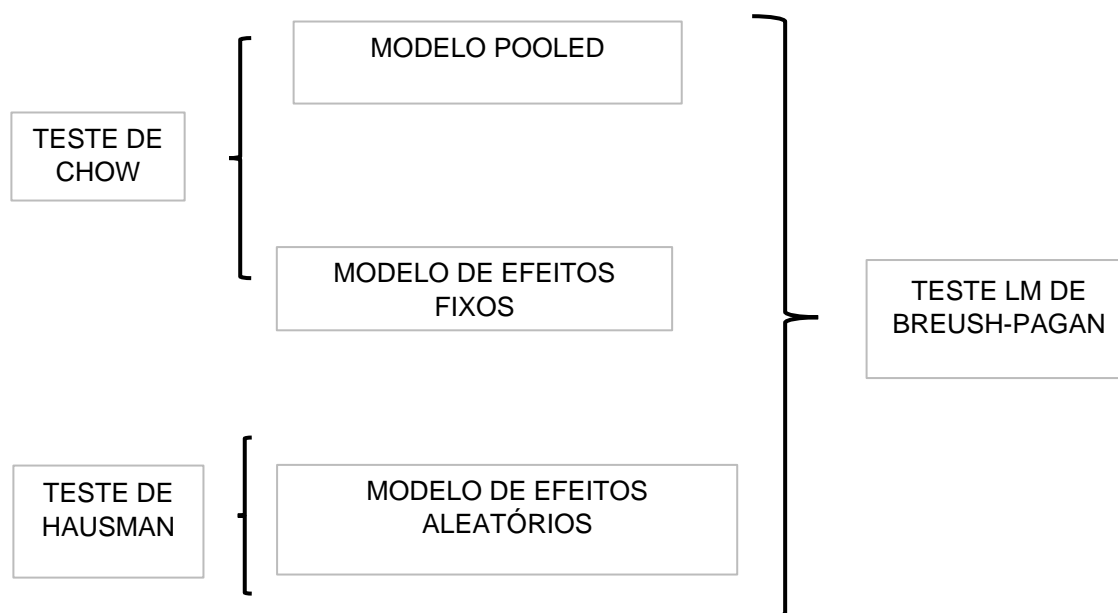 MODELO POOLED
TESTE DE
CHOW
MODELO DE EFEITOS
FIXOS
TESTE LM DE
BREUSH-PAGAN
TESTE DE
HAUSMAN
MODELO DE EFEITOS
ALEATÓRIOS